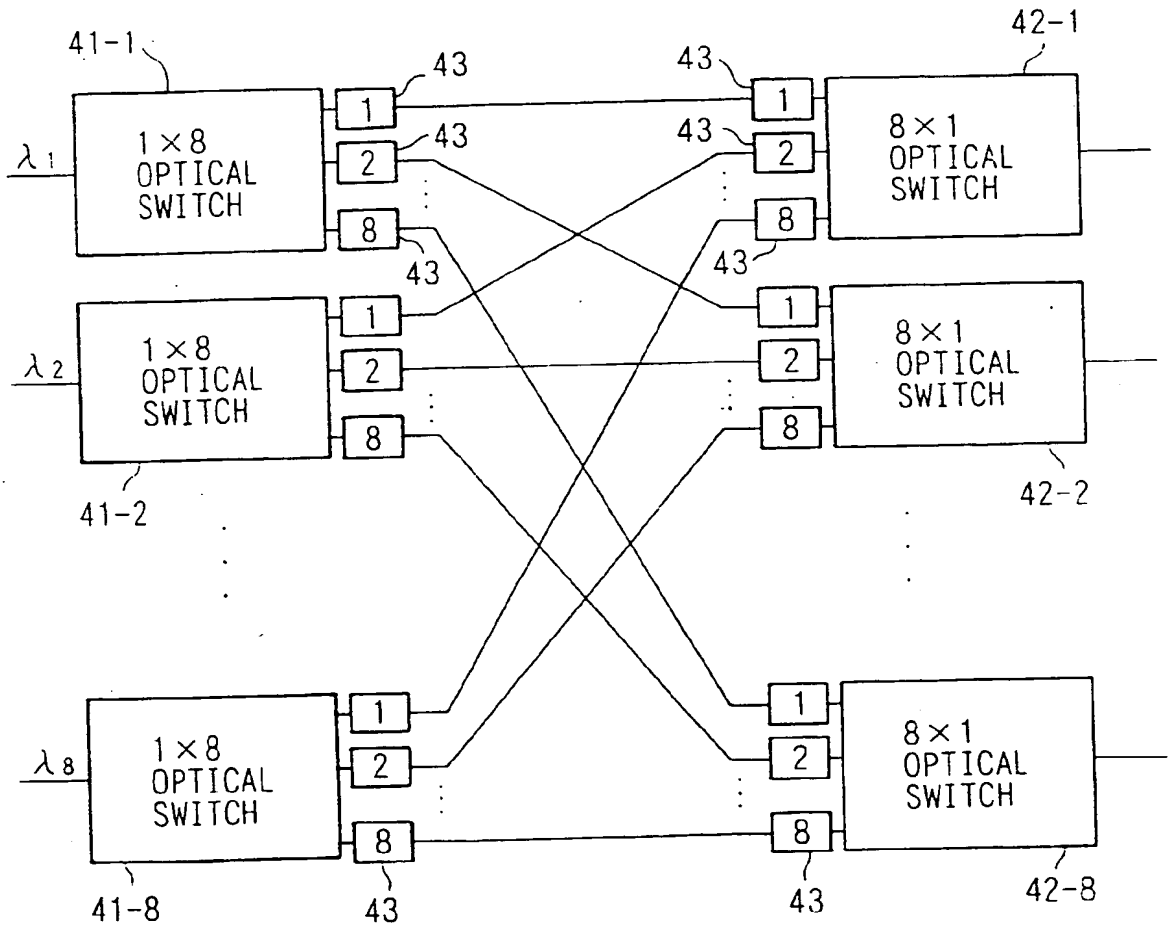 41-1
43
43
42-1
1
1
43
43
1×8
OPTICAL
SWITCH
2
2
8×1
OPTICAL
SWITCH
λ1
8
8
43
43
1
1
1×8
OPTICAL
SWITCH
2
2
8×1
OPTICAL
SWITCH
λ2
8
8
41-2
42-2
1
1
1×8
OPTICAL
SWITCH
2
2
8×1
OPTICAL
SWITCH
λ8
8
8
41-8
43
43
42-8